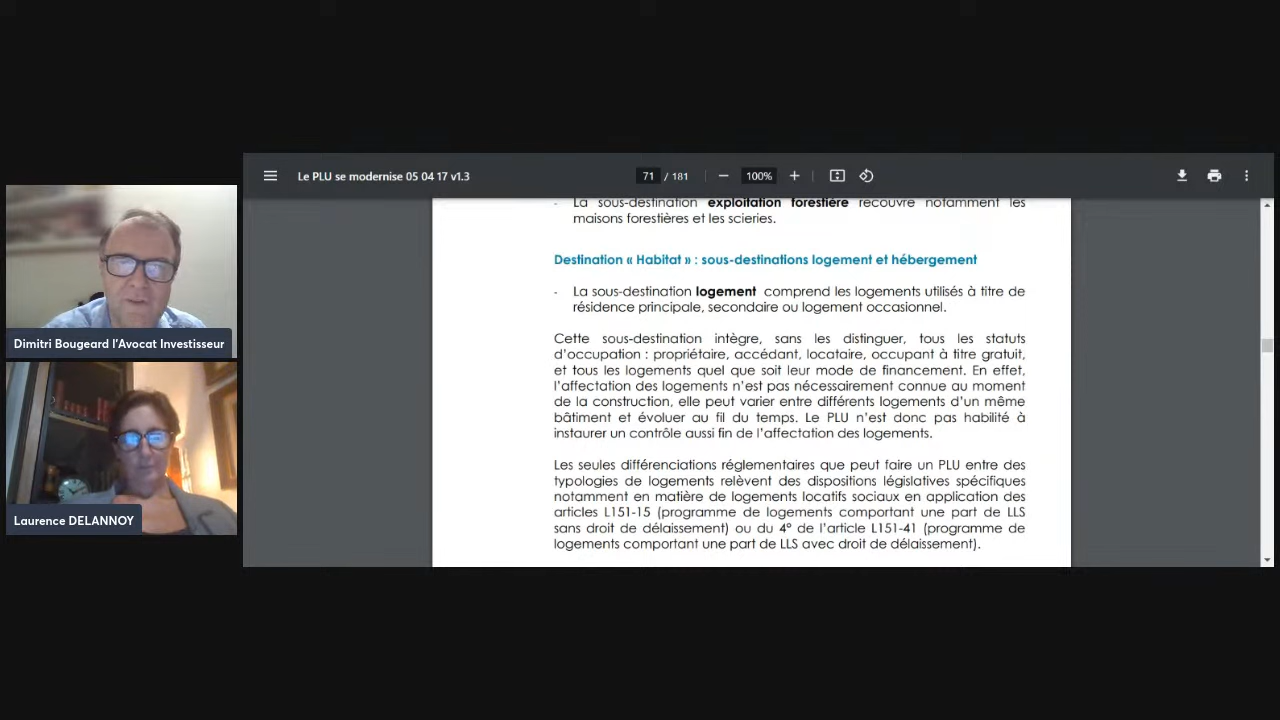 Le PLU se modernise 05 04 17 v1.3
71 / 181
100%
- La sous-destination exploitation forestière recouvre notamment les
maisons forestières et les scieries.
Destination « Habitat » : sous-destinations logement et hébergement
- La sous-destination logement comprend les logements utilisés à titre de
résidence principale, secondaire ou logement occasionnel.
Cette sous-destination intègre, sans les distinguer, tous les statuts
d'occupation : propriétaire, accédant, locataire, occupant à titre gratuit,
et tous les logements quel que soit leur mode de financement. En effet,
l'affectation des logements n'est pas nécessairement connue au moment
de la construction, elle peut varier entre différents logements d'un même
bâtiment et évoluer au fil du temps. Le PLU n'est donc pas habilité à
instaurer un contrôle aussi fin de l'affectation des logements.
Les seules différenciations réglementaires que peut faire un PLU entre des
typologies de logements relèvent des dispositions législatives spécifiques
notamment en matière de logements locatifs sociaux en application des
articles L151-15 (programme de logements comportant une part de LLS
sans droit de délaissement) ou du 4° de l'article L151-41 (programme de
logements comportant une part de LLS avec droit de délaissement).
Dimitri Bougeard l'Avocat Investisseur
Laurence DELANNOY